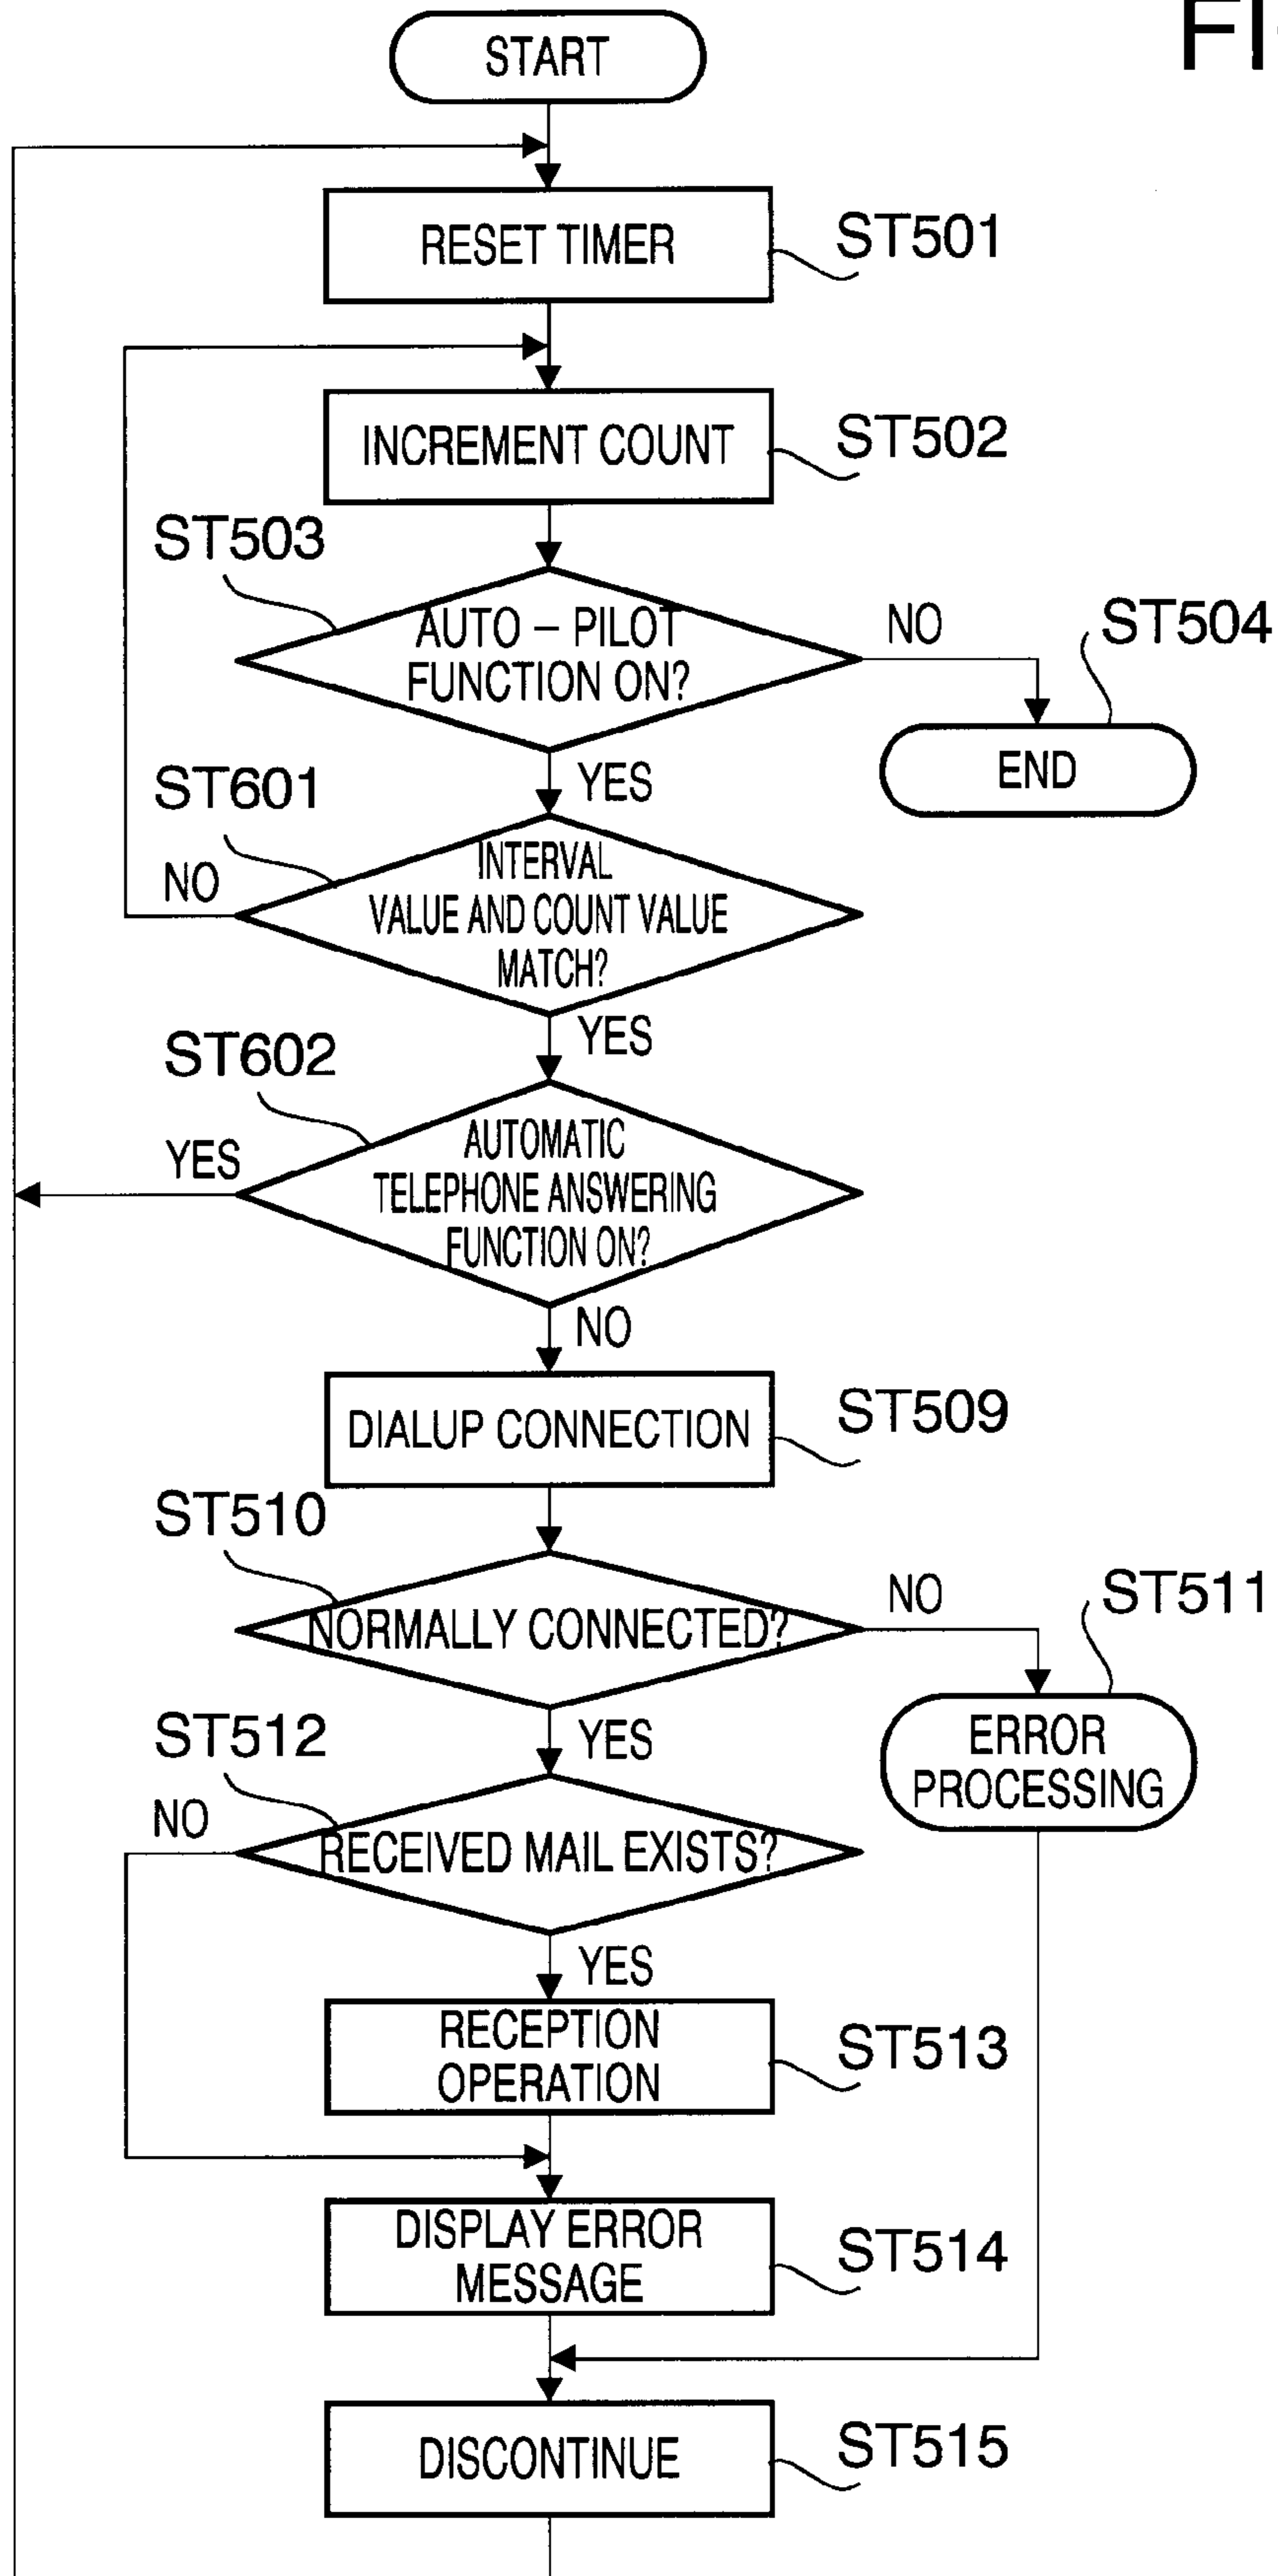 START
RESET TIMER
ST501
INCREMENT COUNT
ST502
ST503
AUTO – PILOT
FUNCTION ON?
NO
ST504
END
YES
ST601
INTERVAL
VALUE AND COUNT VALUE
MATCH?
NO
YES
ST602
AUTOMATIC
TELEPHONE ANSWERING
FUNCTION ON?
YES
NO
DIALUP CONNECTION
ST509
ST510
NORMALLY CONNECTED?
NO
ST511
ERROR
PROCESSING
YES
ST512
RECEIVED MAIL EXISTS?
NO
YES
RECEPTION
OPERATION
ST513
DISPLAY ERROR
MESSAGE
ST514
DISCONTINUE
ST515